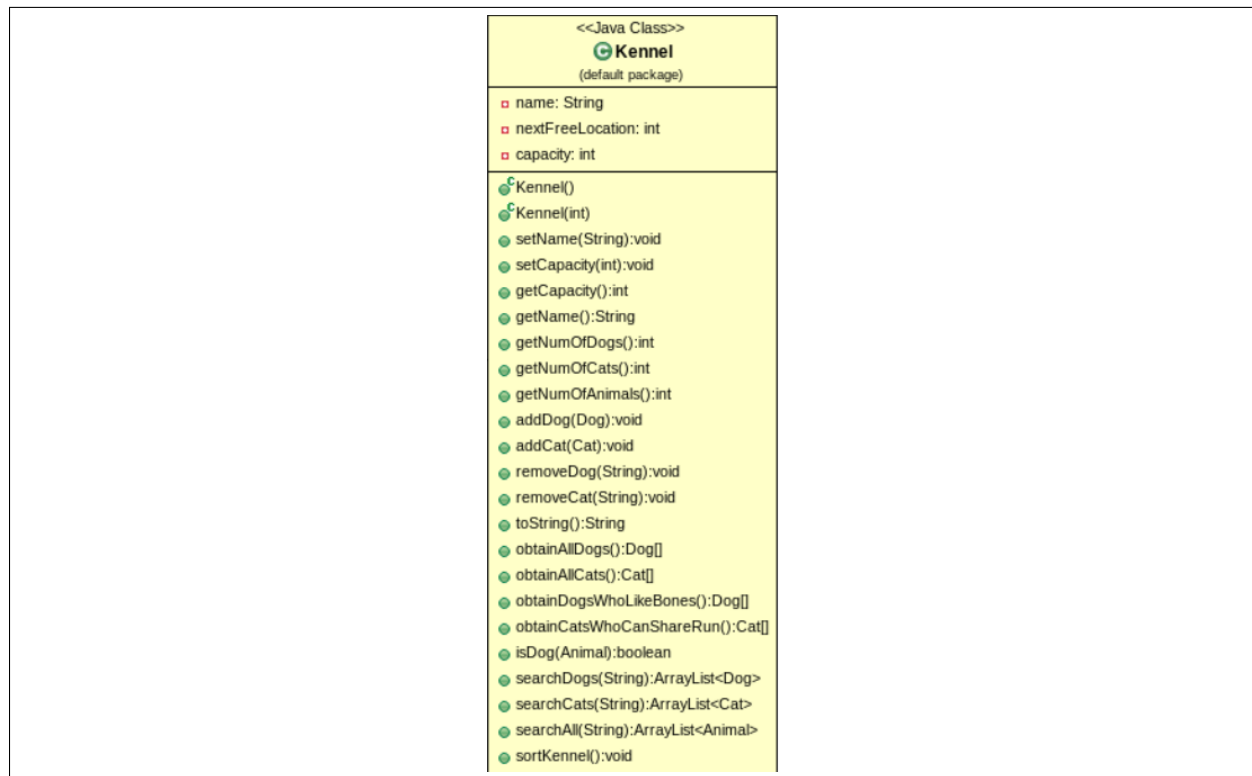 <<Java Class>>
Kennel
(default package)
name: String
nextFreeLocation: int
capacity: int
Kennel()
Kennel(int)
setName(String):void
setCapacity(int):void
getCapacity():int
getName():String
getNumOfDogs():int
getNumOfCats():int
getNumOfAnimals():int
addDog(Dog):void
addCat(Cat):void
removeDog(String):void
removeCat(String):void
toString():String
obtainAllDogs():Dog[]
obtainAllCats():Cat[]
obtainDogsWhoLikeBones():Dog[]
obtainCatsWhoCanShareRun():Cat[]
isDog(Animal):boolean
searchDogs(String):ArrayList<Dog>
searchCats(String):ArrayList<Cat>
searchAll(String):ArrayList<Animal>
sortKennel():void